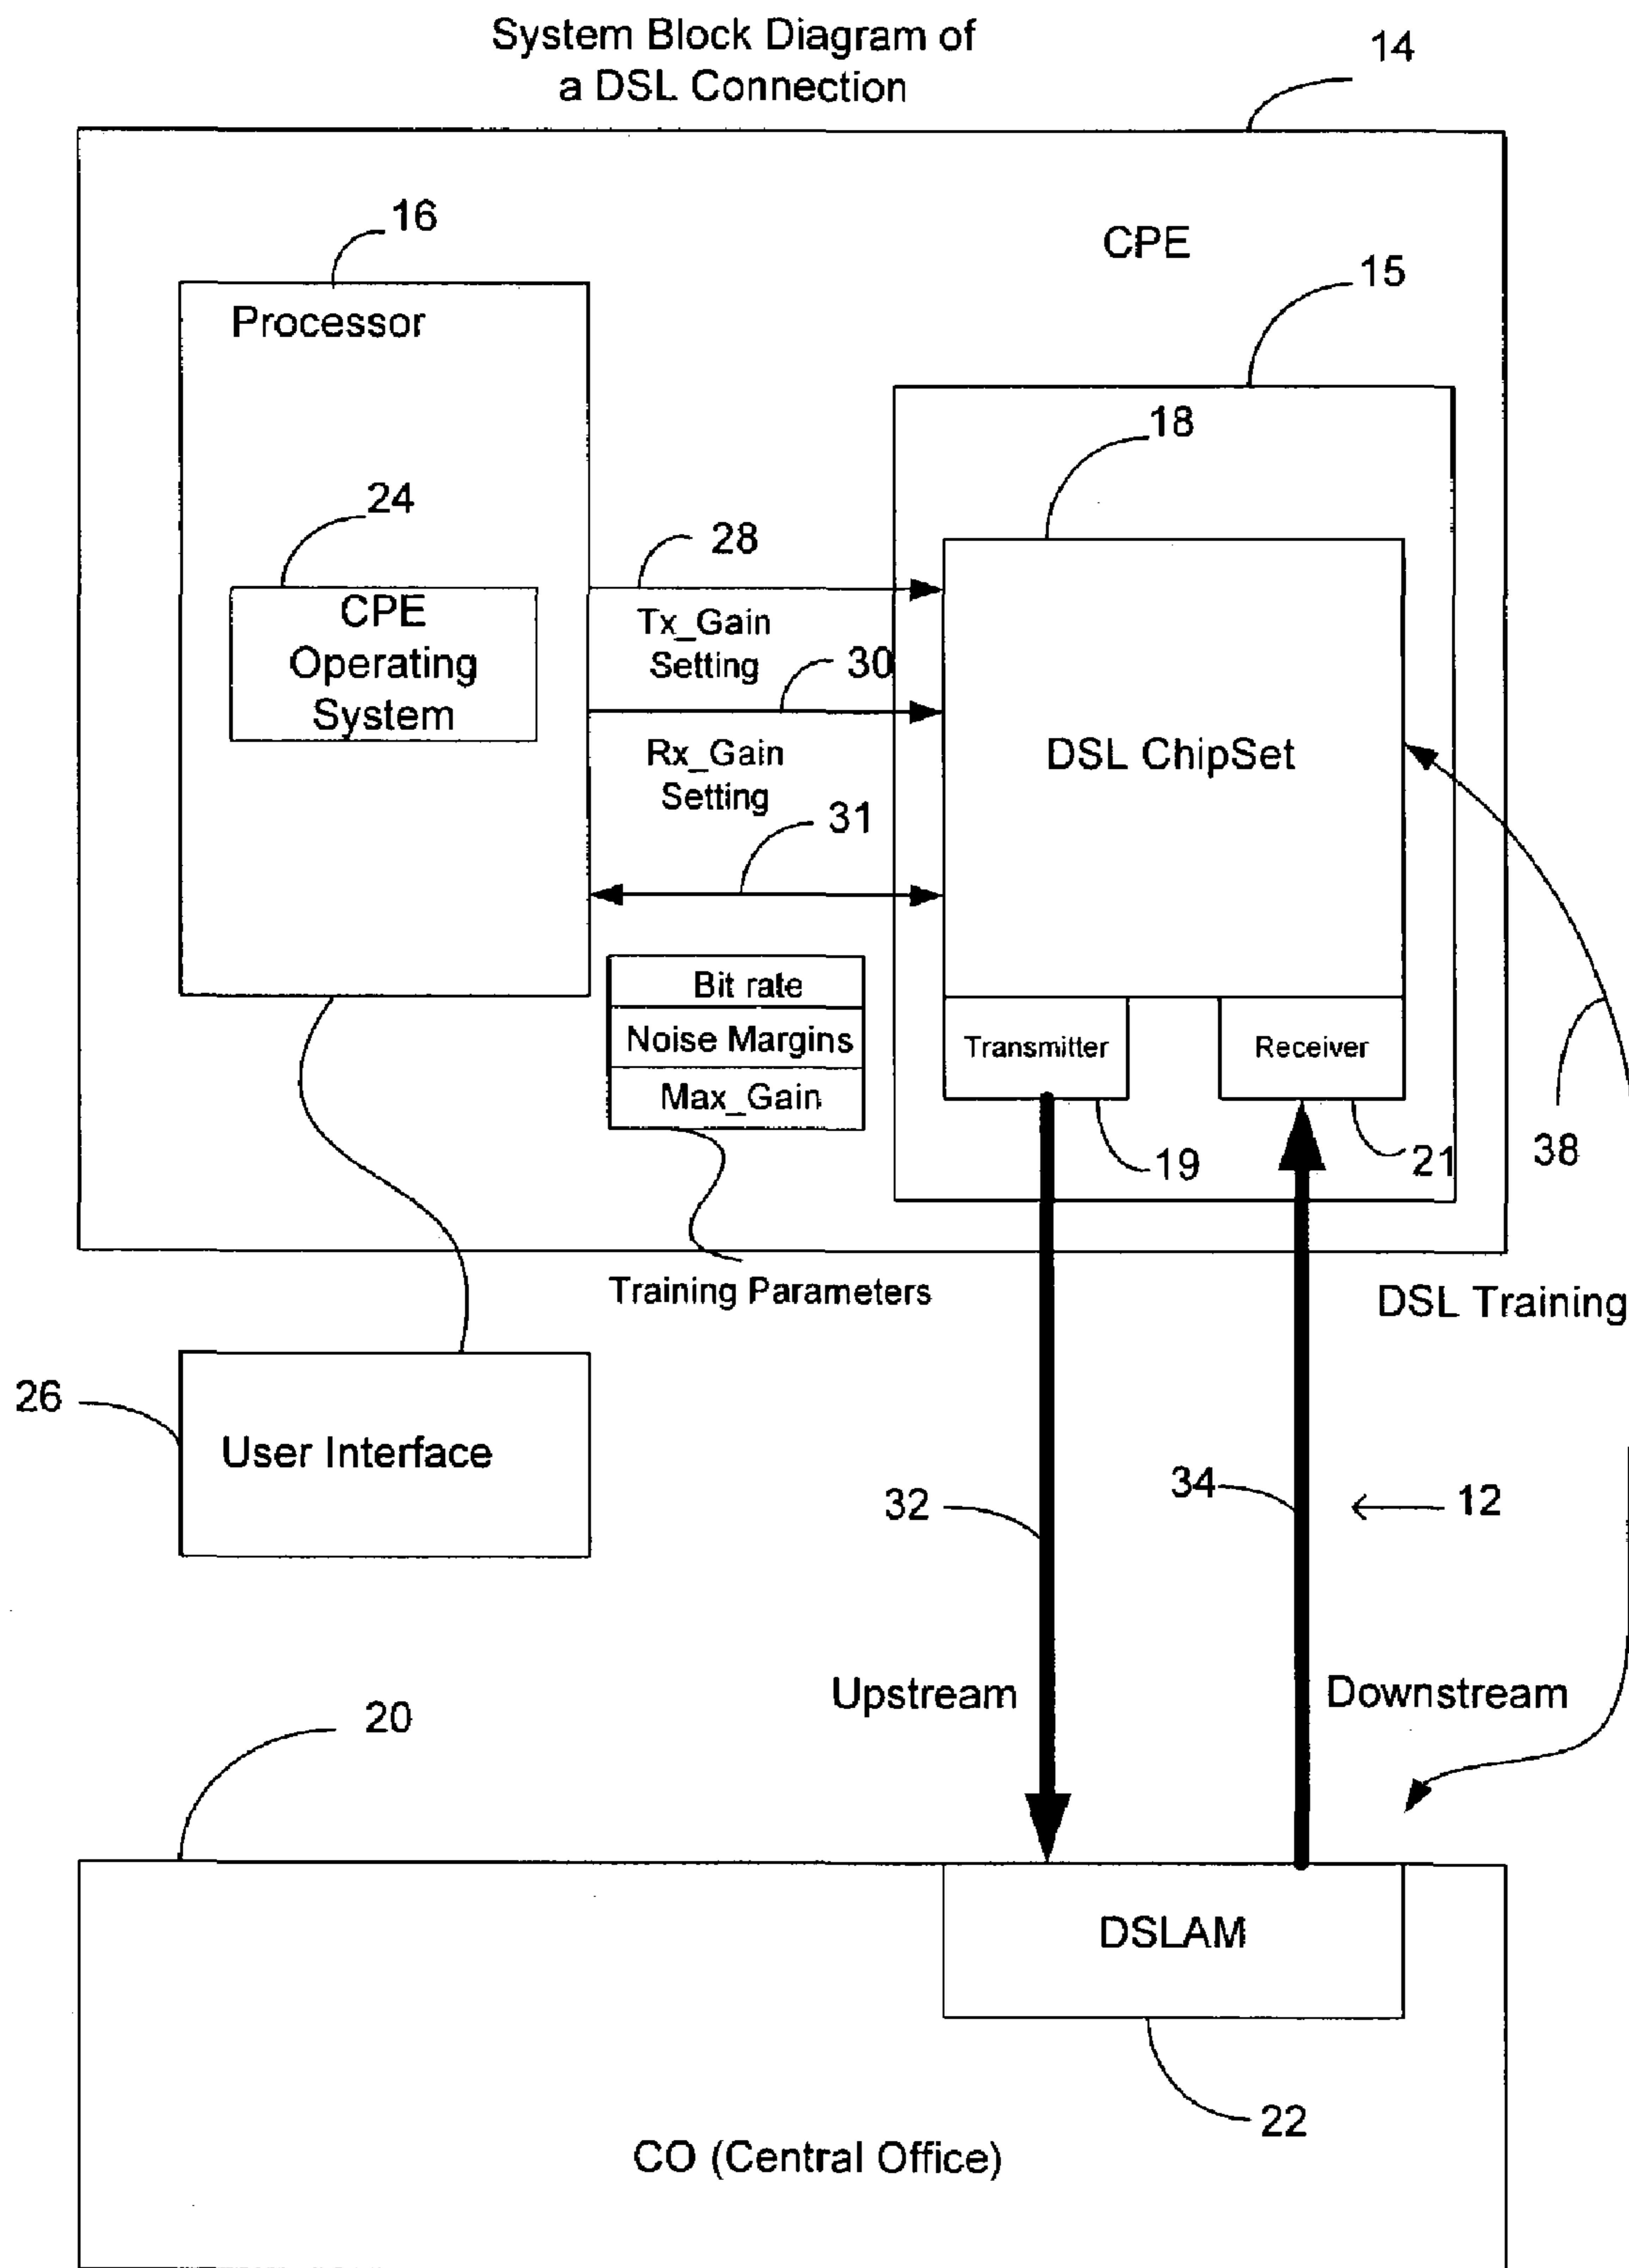 System Block Diagram of
a DSL Connection
14
16
CPE
15
Processor
18
24
28
CPE
Operating
System
Tx_Gain
Setting
30
DSL ChipSet
Rx_Gain
Setting
31
Bit rate
Noise Margins
Max_Gain
Transmitter
Receiver
19
21
38
Training Parameters
DSL Training
26
User Interface
32
34
12
Upstream
Downstream
20
DSLAM
22
CO (Central Office)